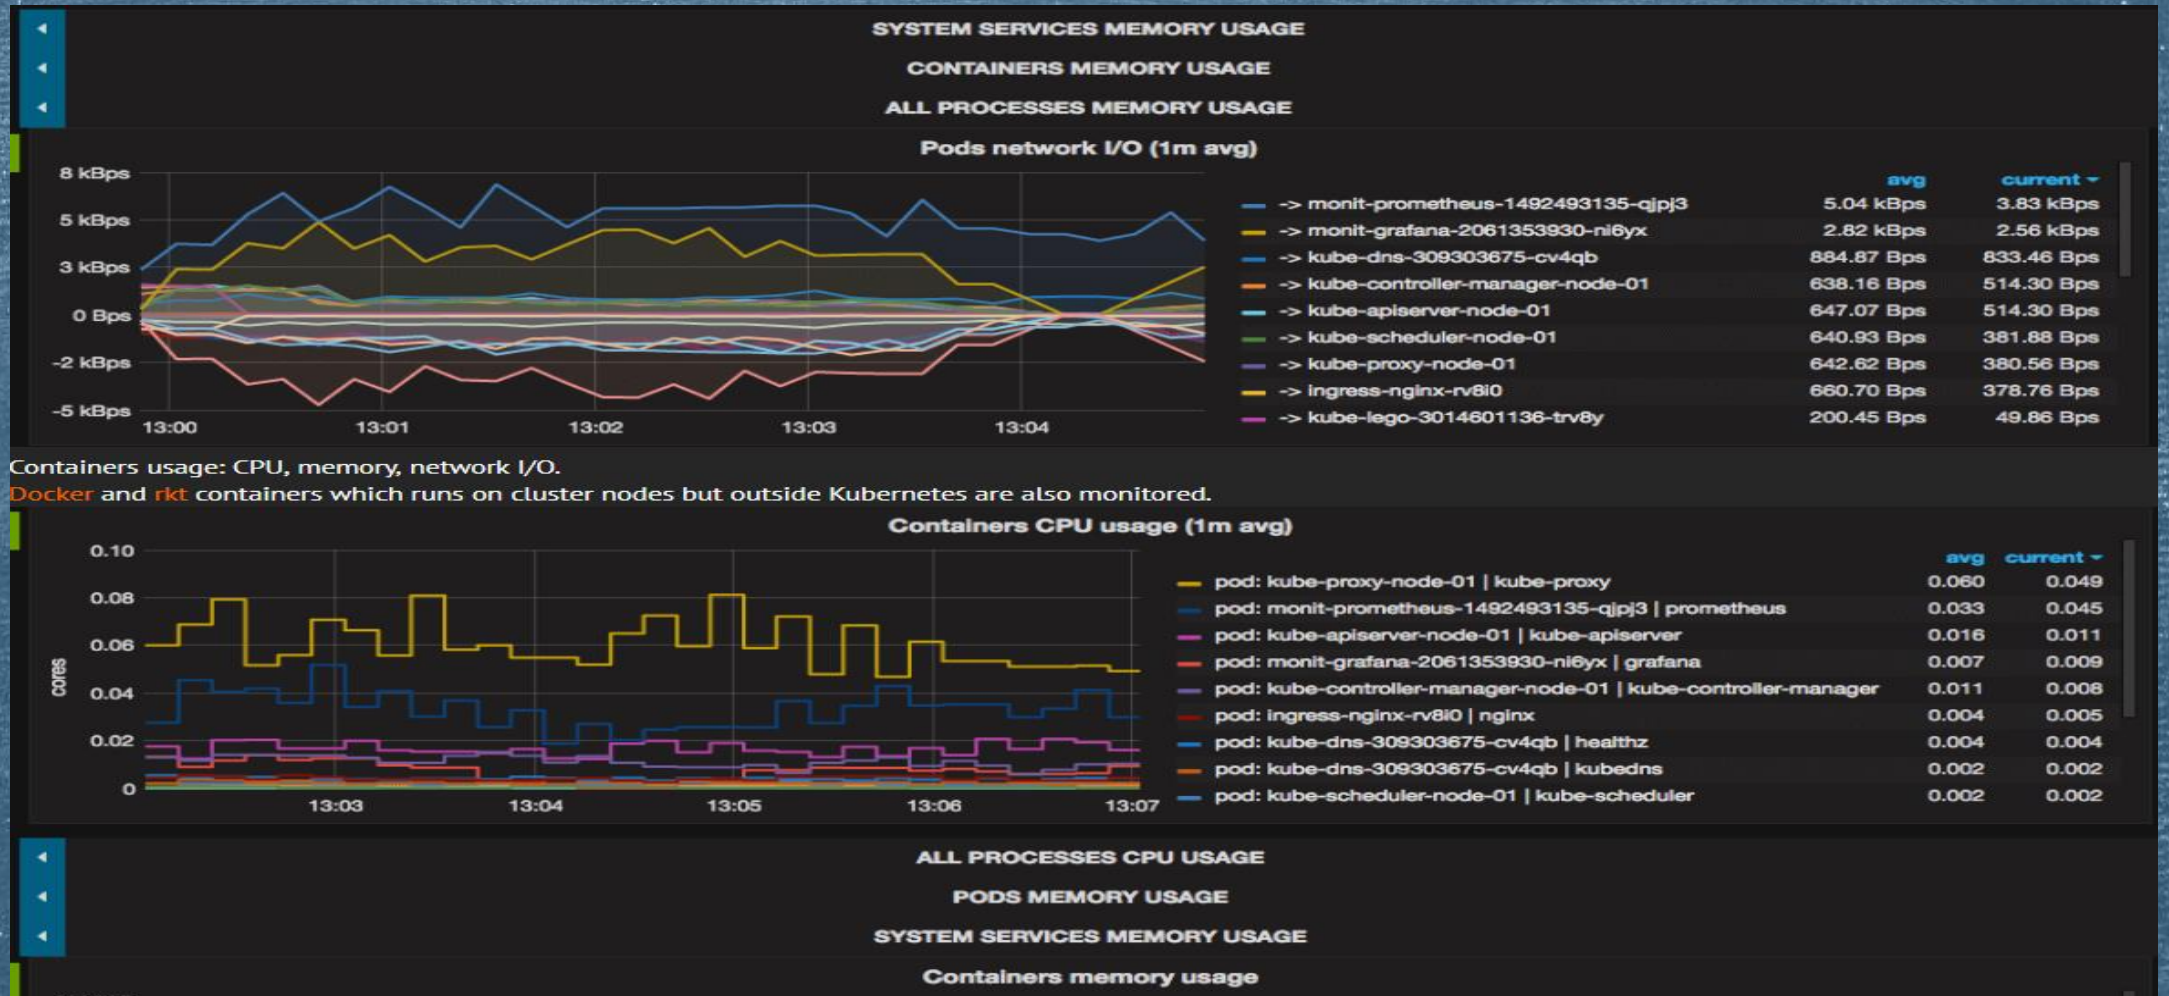 SYSTEM SERVICES MEMORY USAGE
CONTAINERS MEMORY USAGE
ALL PROCESSES MEMORY USAGE
Pods network I/O (1m avg)
8 kBps
5 kBps
3 kBps
0 Bps
-2 kBps
-5 kBps
13:00 13:01 13:02 13:03 13:04
avg current
-> monit-prometheus-1492493135-qjpj3 5.04 kBps 3.83 kBps
-> monit-grafana-2061353930-ni6yx 2.82 kBps 2.56 kBps
-> kube-dns-309303675-cv4qb 884.87 Bps 833.46 Bps
-> kube-controller-manager-node-01 638.16 Bps 514.30 Bps
-> kube-apiserver-node-01 647.07 Bps 514.30 Bps
-> kube-scheduler-node-01 640.93 Bps 381.88 Bps
-> kube-proxy-node-01 642.62 Bps 380.56 Bps
-> ingress-nginx-rv8i0 660.70 Bps 378.76 Bps
-> kube-lego-3014601136-trv8y 200.45 Bps 49.86 Bps
Containers usage: CPU, memory, network I/O.
Docker and rkt containers which runs on cluster nodes but outside Kubernetes are also monitored.
Containers CPU usage (1m avg)
cores
0.10
0.08
0.06
0.04
0.02
0
13:03 13:04 13:05 13:06 13:07
avg current
pod: kube-proxy-node-01 | kube-proxy 0.060 0.049
pod: monit-prometheus-1492493135-qjpj3 | prometheus 0.033 0.045
pod: kube-apiserver-node-01 | kube-apiserver 0.016 0.011
pod: monit-grafana-2061353930-ni6yx | grafana 0.007 0.009
pod: kube-controller-manager-node-01 | kube-controller-manager 0.011 0.008
pod: ingress-nginx-rv8i0 | nginx 0.004 0.005
pod: kube-dns-309303675-cv4qb | healthz 0.004 0.004
pod: kube-dns-309303675-cv4qb | kubedns 0.002 0.002
pod: kube-scheduler-node-01 | kube-scheduler 0.002 0.002
ALL PROCESSES CPU USAGE
PODS MEMORY USAGE
SYSTEM SERVICES MEMORY USAGE
Containers memory usage